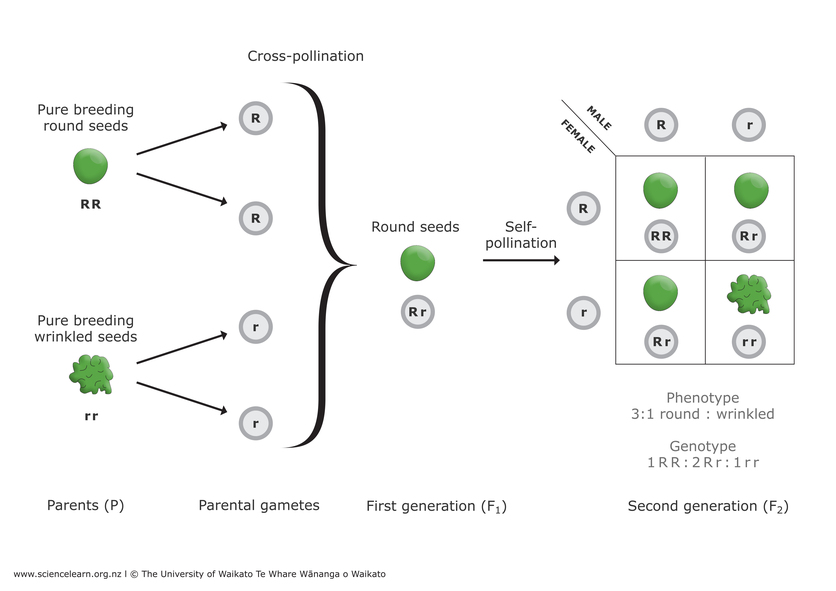 Cross-pollination
Pure breeding
round seeds
RR
R
R
Pure breeding
wrinkled seeds
rr
r
r
Round seeds
Rr
Self-
pollination
MALE
FEMALE
R
r
R
RR
Rr
r
Rr
rr
Phenotype
3:1 round : wrinkled
Genotype
1RR:2Rr:1rr
Parents (P)
Parental gametes
First generation (F₁)
Second generation (F₂)
www.sciencelearn.org.nz l © The University of Waikato Te Whare Wānanga o Waikato